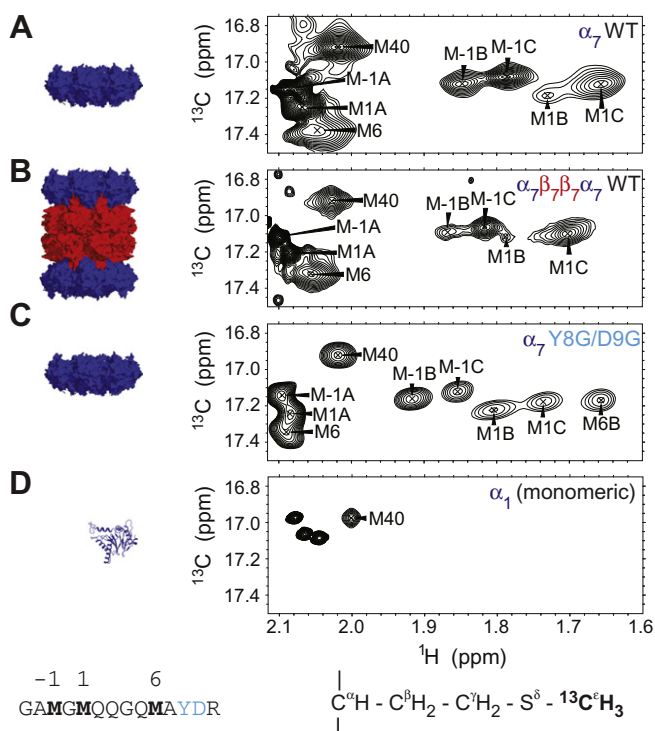 A
α7 WT
16.8
17.0
17.2
17.4
13C (ppm)
M40
M-1A
M1A
M6
M-1B
M-1C
M1B
M1C
B
α7β7β7α7 WT
16.8
17.0
17.2
17.4
13C (ppm)
M40
M-1A
M1A
M6
M-1B
M-1C
M1B
M1C
C
α7 Y8G/D9G
16.8
17.0
17.2
17.4
13C (ppm)
M40
M-1A
M1A
M6
M-1B
M-1C
M1B
M1C
M6B
D
α1 (monomeric)
16.8
17.0
17.2
17.4
13C (ppm)
M40
2.1 2.0 1.9 1.8 1.7 1.6
1H (ppm)
-1 1 6
GAMGMQQGQMAYDR
CαH - CβH2 - CγH2 - Sδ - 13CεH3